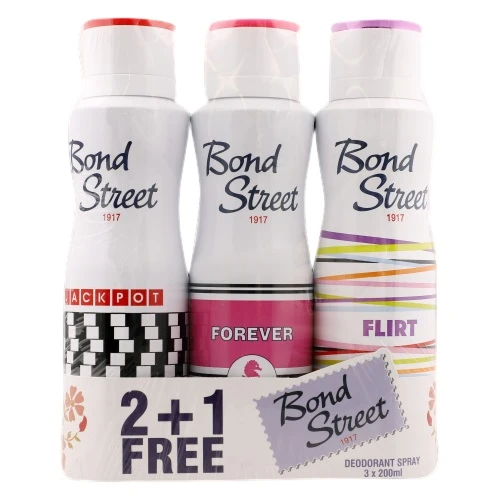 Bond
Street
1917
JACKPOT
Bond
Street
1917
FOREVER
Bond
Street
1917
FLIRT
2+1
FREE
Bond
Street
1917
DEODORANT SPRAY
3 x 200ml